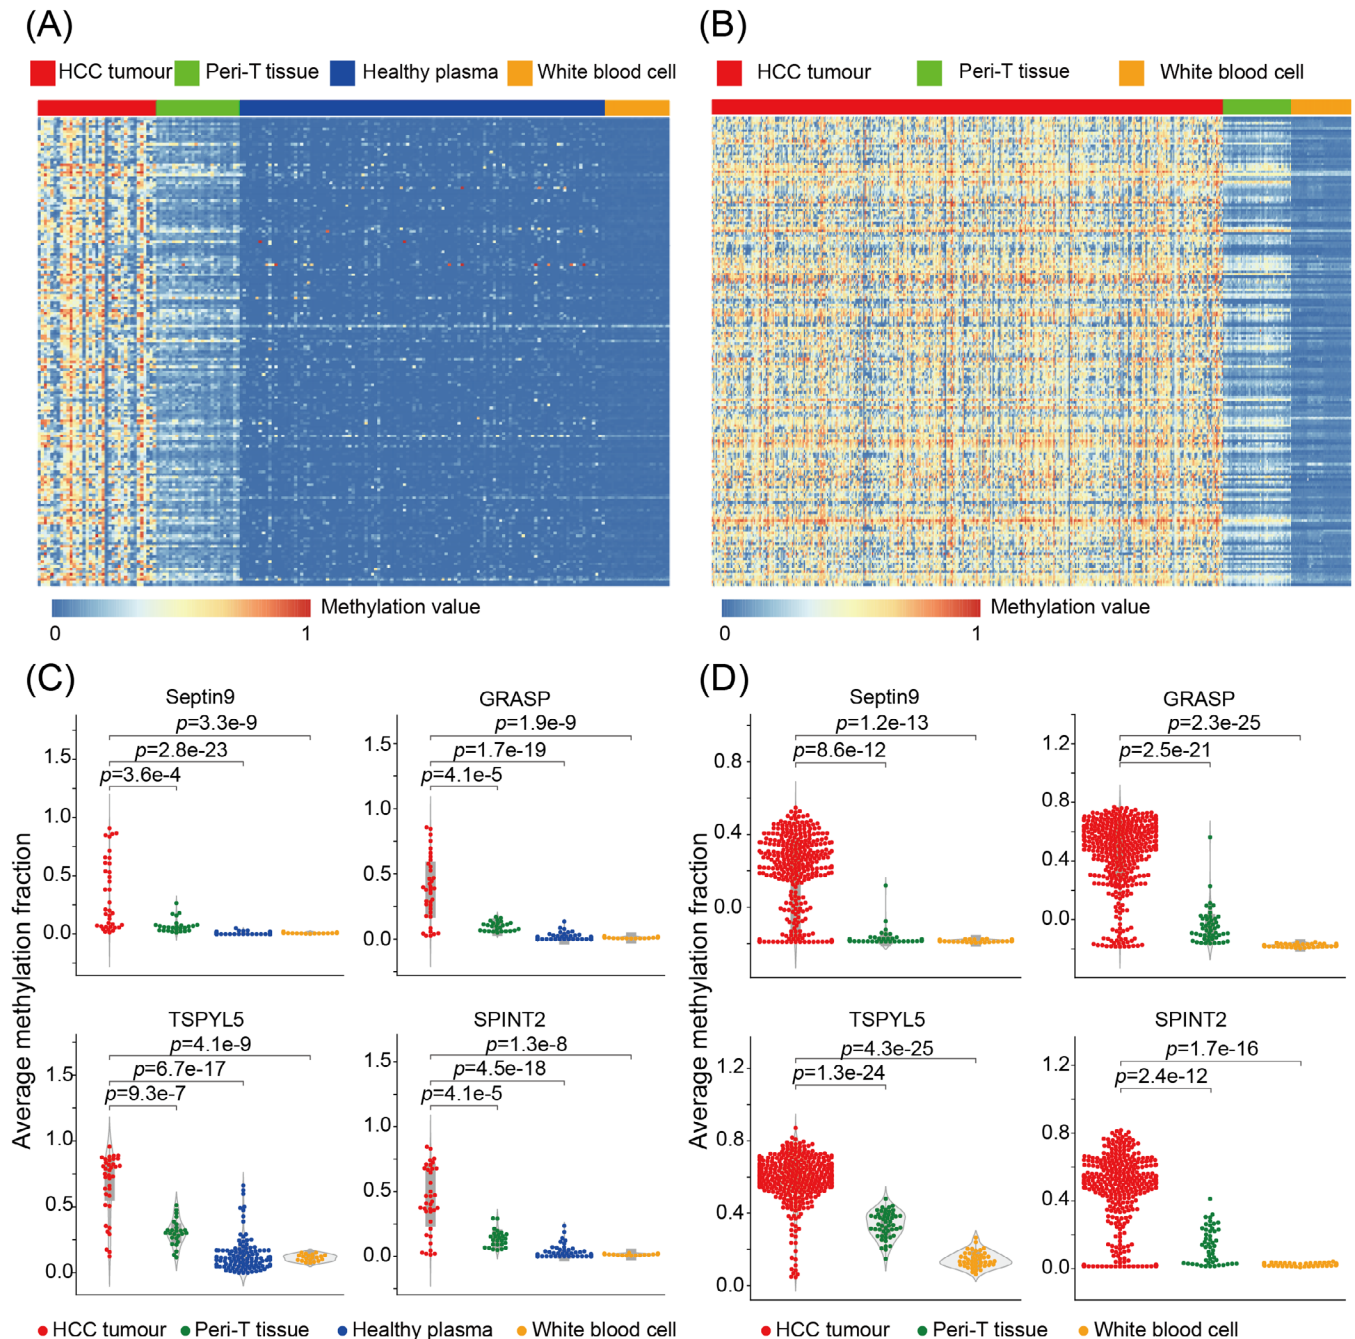 (A)
HCC tumour Peri-T tissue Healthy plasma White blood cell
0 1 Methylation value
(B)
HCC tumour Peri-T tissue White blood cell
0 1 Methylation value
(C)
Average methylation fraction
Septin9
p=3.3e-9
p=2.8e-23
p=3.6e-4
1.5
1.0
0.5
0.0
GRASP
p=1.9e-9
p=1.7e-19
p=4.1e-5
1.5
1.0
0.5
0.0
TSPYL5
p=4.1e-9
p=6.7e-17
p=9.3e-7
1.5
1.0
0.5
0.0
SPINT2
p=1.3e-8
p=4.5e-18
p=4.1e-5
1.5
1.0
0.5
0.0
HCC tumour Peri-T tissue Healthy plasma White blood cell
(D)
Average methylation fraction
Septin9
p=1.2e-13
p=8.6e-12
0.8
0.4
0.0
GRASP
p=2.3e-25
p=2.5e-21
1.2
0.8
0.4
0.0
TSPYL5
p=4.3e-25
p=1.3e-24
1.2
0.8
0.4
0.0
SPINT2
p=1.7e-16
p=2.4e-12
1.2
0.8
0.4
0.0
HCC tumour Peri-T tissue White blood cell